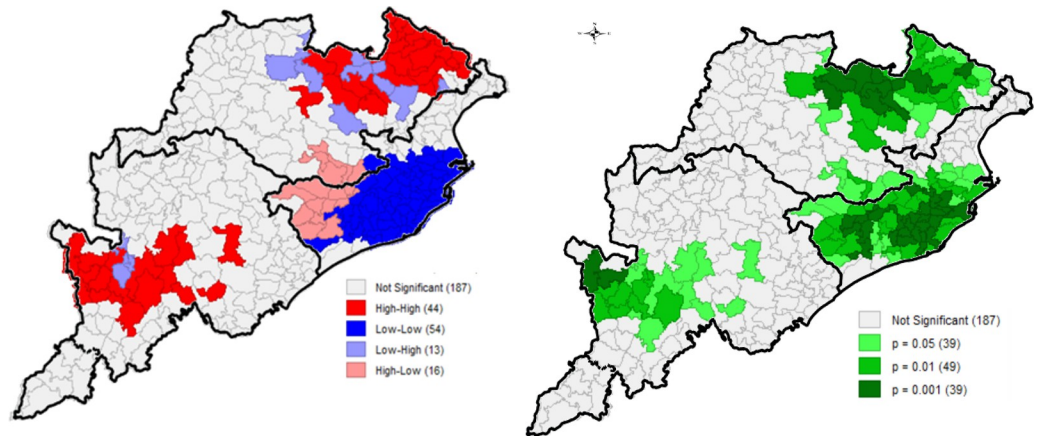 Not Significant (187)
High-High (44)
Low-Low (54)
Low-High (13)
High-Low (16)
Not Significant (187)
p = 0.05 (39)
p = 0.01 (49)
p = 0.001 (39)